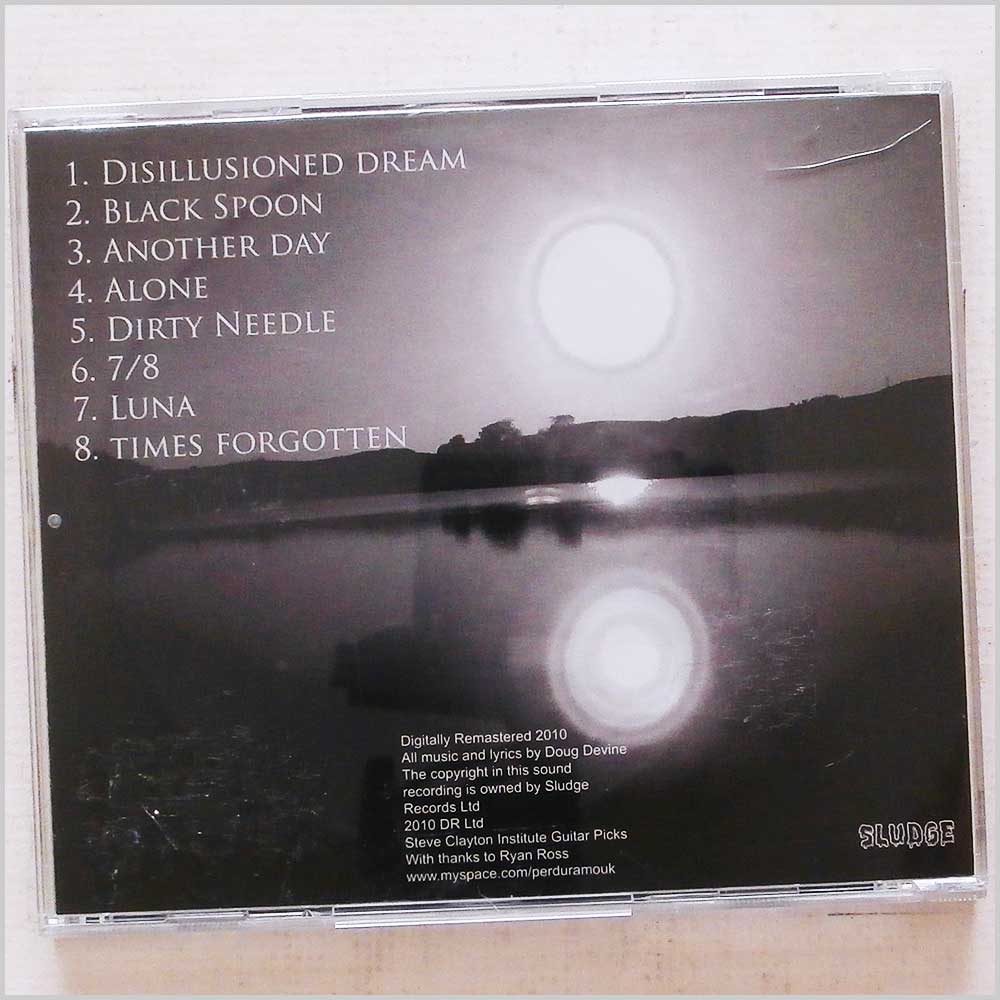 1. Disillusioned dream
2. Black Spoon
3. Another day
4. Alone
5. Dirty Needle
6. 7/8
7. Luna
8. times forgotten
Digitally Remastered 2010
All music and lyrics by Doug Devine
The copyright in this sound
recording is owned by Sludge
Records Ltd
2010 DR Ltd
Steve Clayton Institute Guitar Picks
With thanks to Ryan Ross
www.myspace.com/perduramouk
SLUDGE